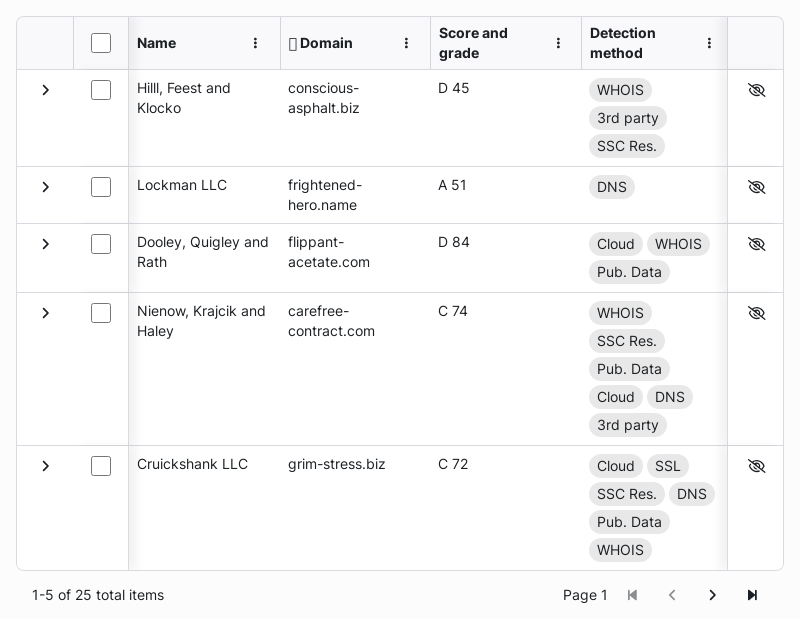 Name
Domain
Score and
grade
Detection
method
Hilll, Feest and
Klocko
conscious-
asphalt.biz
D 45
WHOIS
3rd party
SSC Res.
Lockman LLC
frightened-
hero.name
A 51
DNS
Dooley, Quigley and
Rath
flippant-
acetate.com
D 84
Cloud WHOIS
Pub. Data
Nienow, Krajcik and
Haley
carefree-
contract.com
C 74
WHOIS
SSC Res.
Pub. Data
Cloud DNS
3rd party
Cruickshank LLC
grim-stress.biz
C 72
Cloud SSL
SSC Res. DNS
Pub. Data
WHOIS
1-5 of 25 total items
Page 1